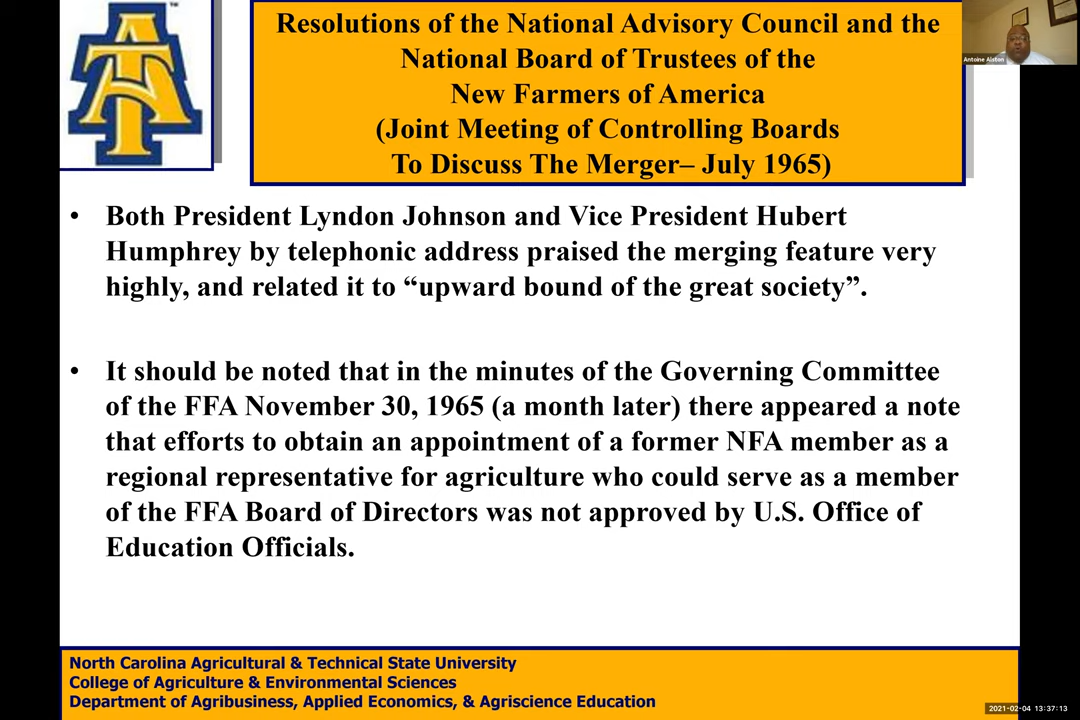 TM
A T
Resolutions of the National Advisory Council and the
National Board of Trustees of the
New Farmers of America
(Joint Meeting of Controlling Boards
To Discuss The Merger– July 1965)
Antoine Alston
• Both President Lyndon Johnson and Vice President Hubert
Humphrey by telephonic address praised the merging feature very
highly, and related it to “upward bound of the great society”.
• It should be noted that in the minutes of the Governing Committee
of the FFA November 30, 1965 (a month later) there appeared a note
that efforts to obtain an appointment of a former NFA member as a
regional representative for agriculture who could serve as a member
of the FFA Board of Directors was not approved by U.S. Office of
Education Officials.
North Carolina Agricultural & Technical State University
College of Agriculture & Environmental Sciences
Department of Agribusiness, Applied Economics, & Agriscience Education
2021-02-04 13:37:13